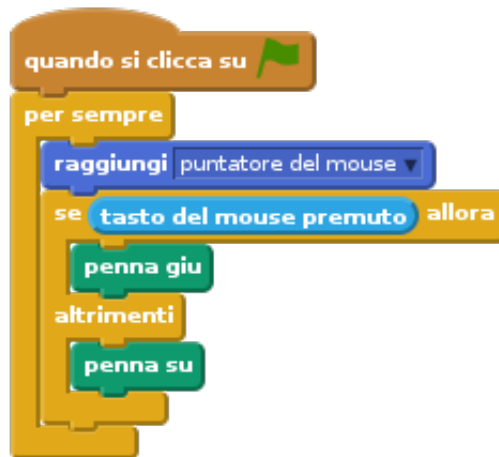 quando si clicca su
per sempre
raggiungi puntatore del mouse
se tasto del mouse premuto allora
penna giu
altrimenti
penna su